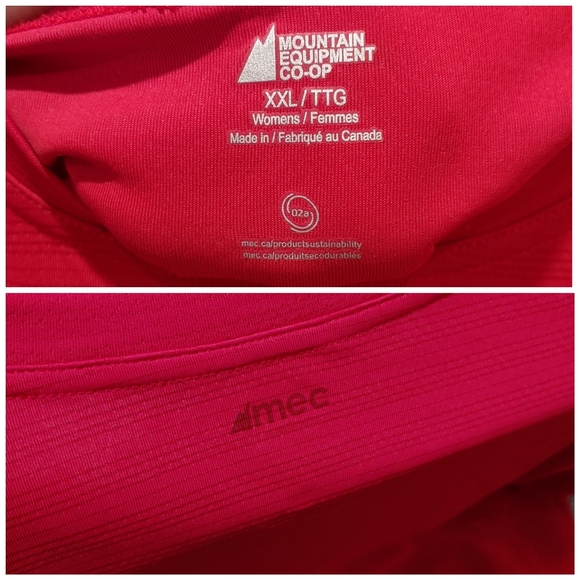 MOUNTAIN
EQUIPMENT
CO-OP
XXL/TTG
Womens / Femmes
Made in / Fabriqué au Canada
02a
mec.ca/productsustainability
mec.ca/produitsecodurables
mec